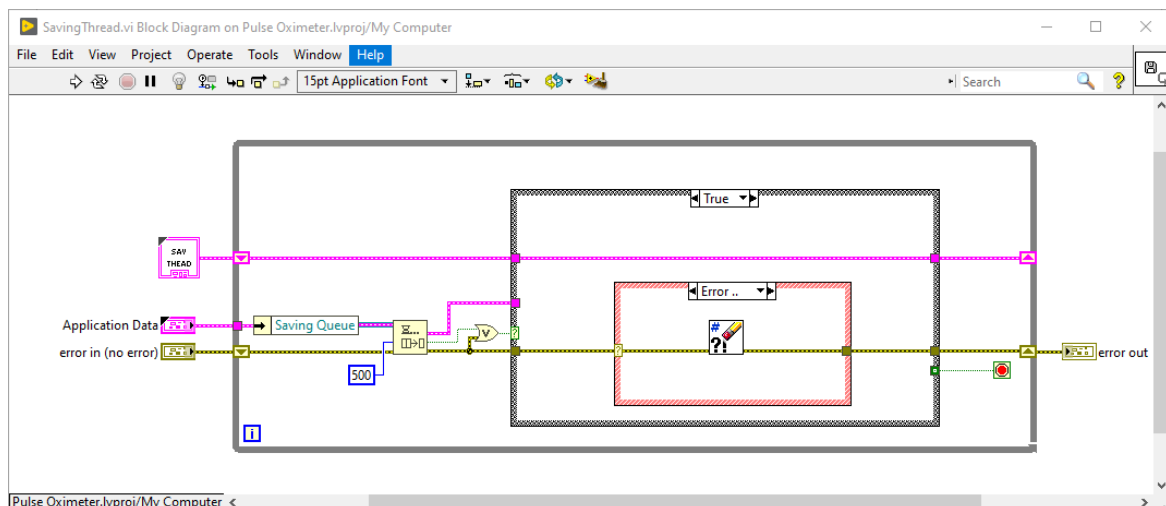 SavingThread.vi Block Diagram on Pulse Oximeter.lvproj/My Computer
File Edit View Project Operate Tools Window Help
15pt Application Font
Search
?
True
SAV
THEAD
Error ..
Application Data
Saving Queue
# ?!
V
?
error in (no error)
?
error out
500
i
Pulse Oximeter.lvproj/My Computer